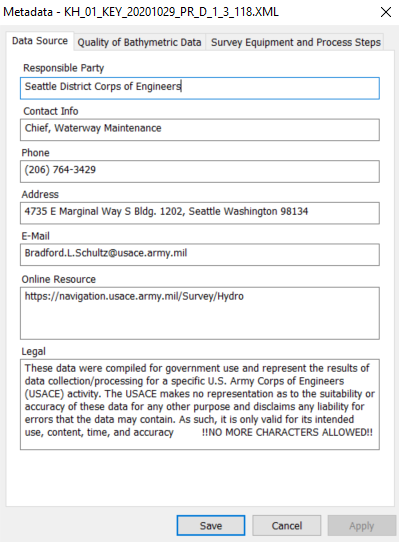 Metadata - KH_01_KEY_20201029_PR_D_1_3_118.XML
Data Source Quality of Bathymetric Data Survey Equipment and Process Steps
Responsible Party
Seattle District Corps of Engineers
Contact Info
Chief, Waterway Maintenance
Phone
(206) 764-3429
Address
4735 E Marginal Way S Bldg. 1202, Seattle Washington 98134
E-Mail
Bradford.L.Schultz@usace.army.mil
Online Resource
https://navigation.usace.army.mil/Survey/Hydro
Legal
These data were compiled for government use and represent the results of
data collection/processing for a specific U.S. Army Corps of Engineers
(USACE) activity. The USACE makes no representation as to the suitability or
accuracy of these data for any other purpose and disclaims any liability for
errors that the data may contain. As such, it is only valid for its intended
use, content, time, and accuracy !!NO MORE CHARACTERS ALLOWED!!
Save Cancel Apply